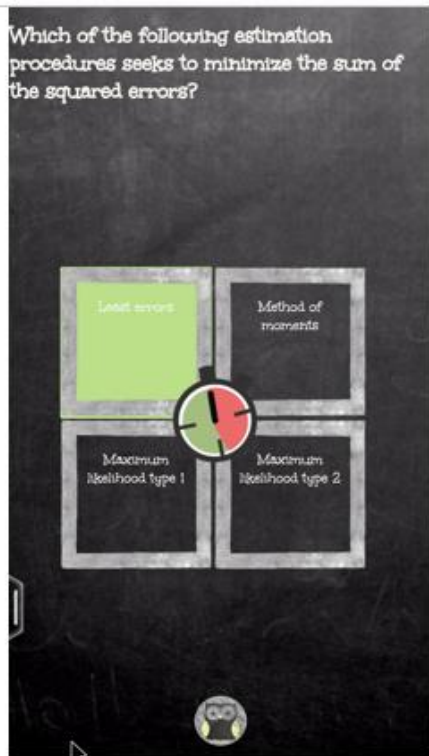 Which of the following estimation
procedures seeks to minimize the sum of
the squared errors?
Least errors
Method of
moments
Maximum
likelihood type 1
Maximum
likelihood type 2